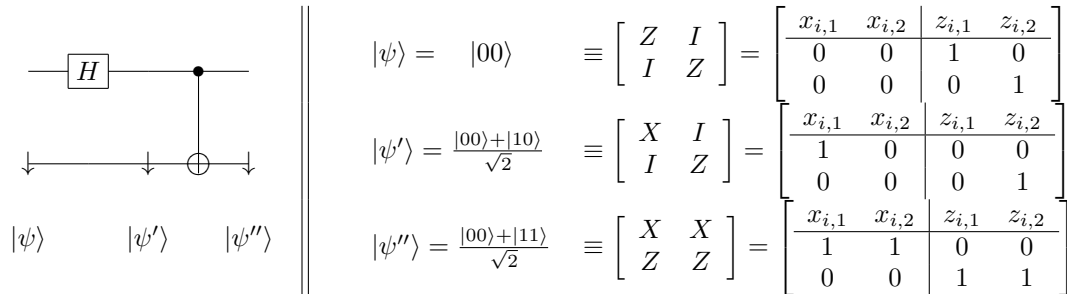 H
|ψ⟩ |ψ′⟩ |ψ′′⟩
|ψ⟩ = |00⟩ ≡ [ Z I ] = [ x_{i,1} x_{i,2} | z_{i,1} z_{i,2} ]
[ I Z ] [ 0 0 | 1 0 ]
[ 0 0 | 0 1 ]
|ψ′⟩ = |00⟩+|10⟩ / √2 ≡ [ X I ] = [ x_{i,1} x_{i,2} | z_{i,1} z_{i,2} ]
[ I Z ] [ 1 0 | 0 0 ]
[ 0 0 | 0 1 ]
|ψ′′⟩ = |00⟩+|11⟩ / √2 ≡ [ X X ] = [ x_{i,1} x_{i,2} | z_{i,1} z_{i,2} ]
[ Z Z ] [ 1 1 | 0 0 ]
[ 0 0 | 1 1 ]